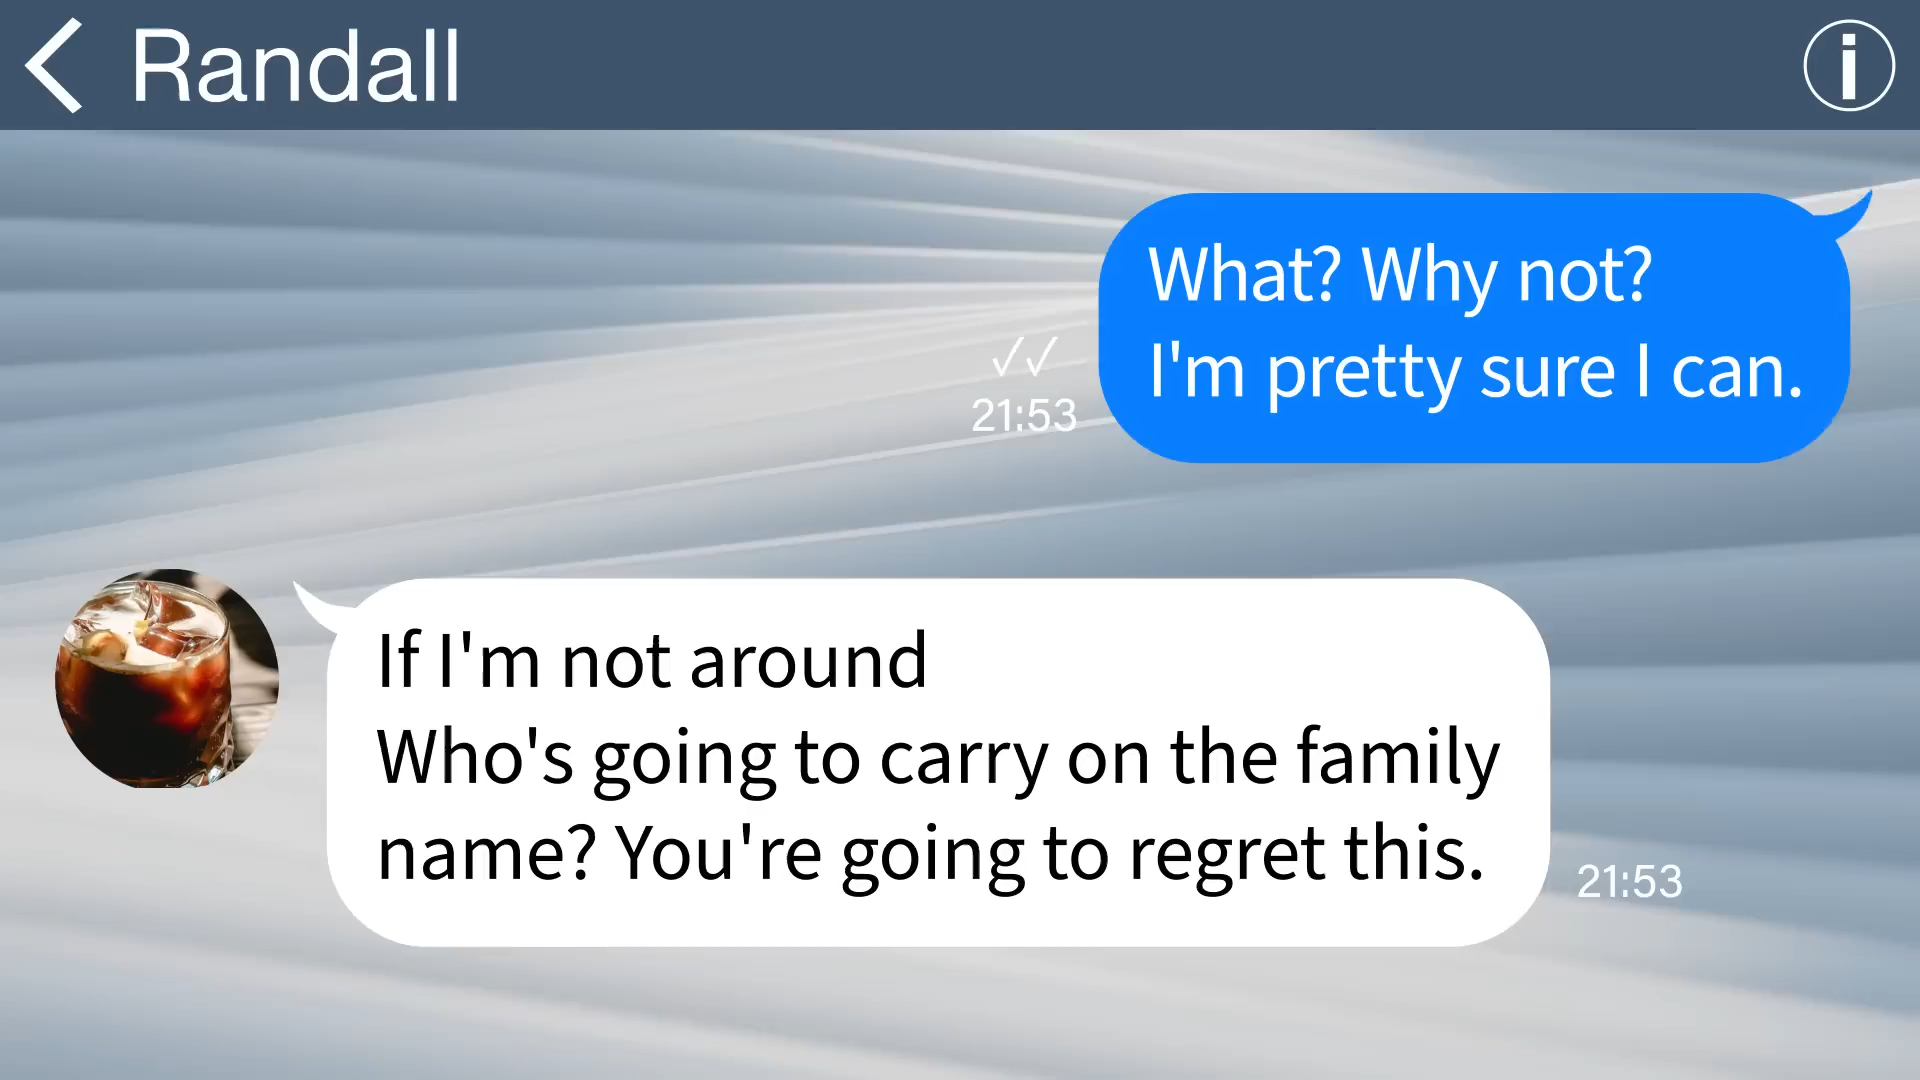 Randall
What? Why not?
I'm pretty sure I can.
✓✓
21:53
If I'm not around
Who's going to carry on the family
name? You're going to regret this.
21:53